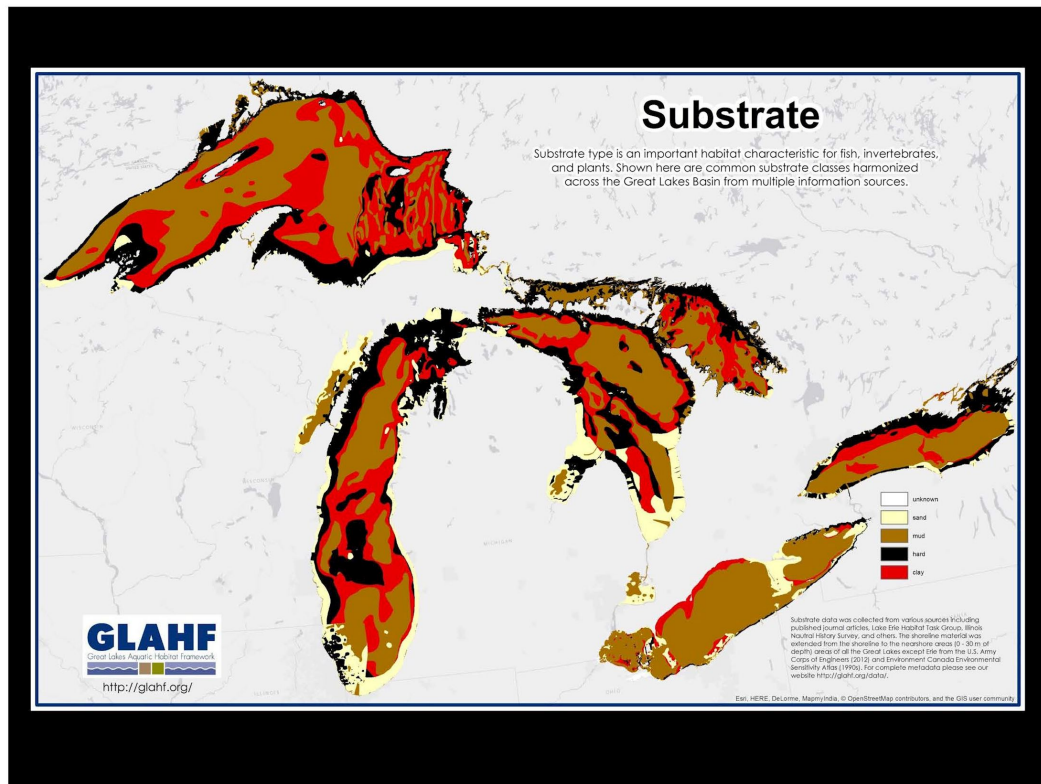 Substrate
Substrate type is an important habitat characteristic for fish, invertebrates,
and plants. Shown here are common substrate classes harmonized
across the Great Lakes Basin from multiple information sources.
unknown
sand
mud
hard
clay
MICHIGAN
WISCONSIN
ILLINOIS
OHIO
GLAHF
Great Lakes Aquatic Habitat Framework
http://glahf.org/
Substrate data was collected from various sources including
published journal articles, Lake Erie Habitat Task Group, Illinois
Nautral History Survey, and others. The shoreline material was
extended from the shoreline to the nearshore areas (0 - 30 m of
depth) areas of all the Great Lakes except Erie from the U.S. Army
Corps of Engineers (2012) and Environment Canada Environmental
Sensitivity Atlas (1990s). For complete metadata please see our
website http://glahf.org/data/.
Esri, HERE, DeLorme, MapmyIndia, © OpenStreetMap contributors, and the GIS user community